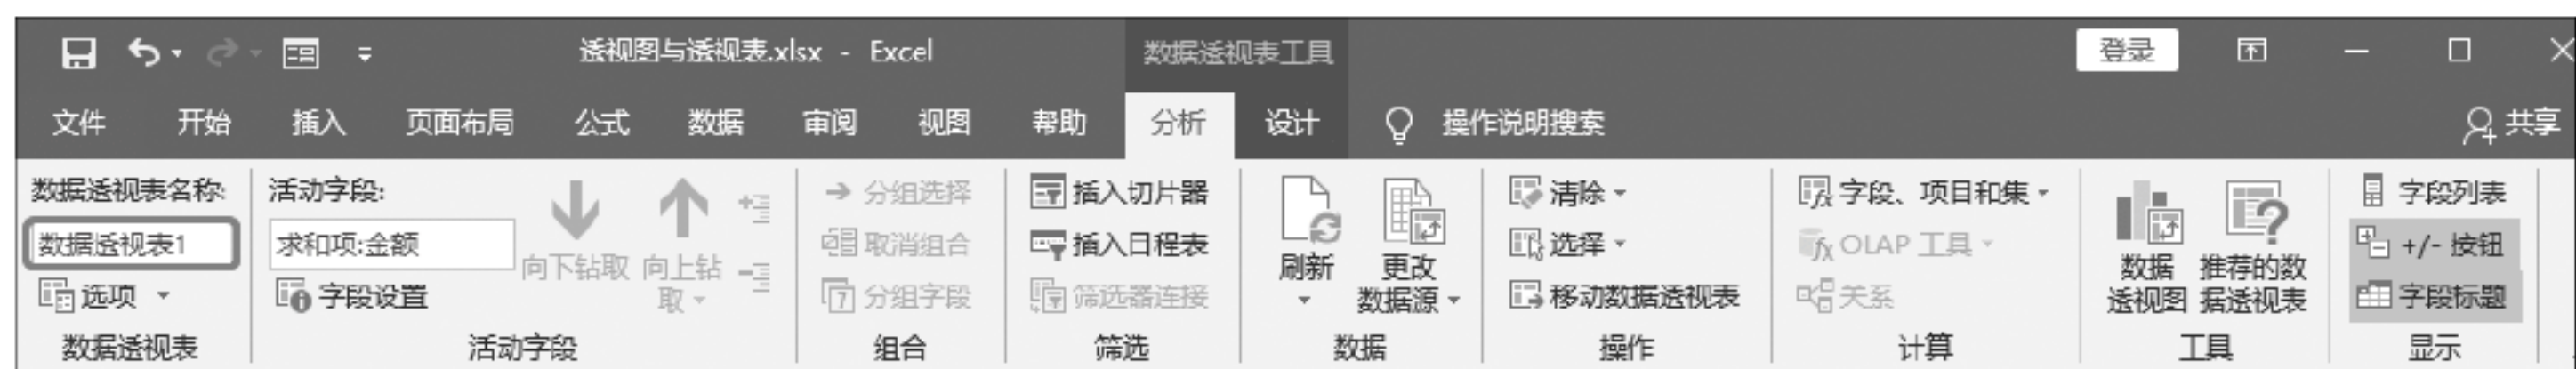 透视图与透视表.xlsx - Excel
数据透视表工具
登录
文件 开始 插入 页面布局 公式 数据 审阅 视图 帮助 分析 设计 操作说明搜索 共享
数据透视表名称:
数据透视表1
选项
数据透视表
活动字段:
求和项:金额
字段设置
向下钻取
向上钻
取
活动字段
分组选择
取消组合
分组字段
组合
插入切片器
插入日程表
筛选器连接
筛选
刷新
更改
数据源
数据
清除
选择
移动数据透视表
操作
字段、项目和集
OLAP 工具
关系
计算
数据
透视图
推荐的数
据透视表
工具
字段列表
+/- 按钮
字段标题
显示